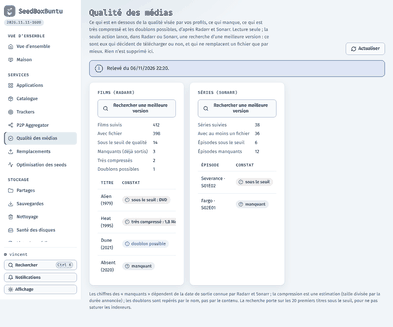 SeedBoxBuntu
VUE D'ENSEMBLE
Vue d'ensemble
Maison
SERVICES
Applications
Catalogue
Trackers
P2P Aggregator
Qualité des médias
Remplacements
Optimisation des seeds
STOCKAGE
Partages
Sauvegardes
Nettoyage
Santé des disques
vincent
Rechercher
Ctrl K
Notifications
Affichage
Qualité des médias
Ce qui est en dessous de la qualité visée par vos profils, ce qui manque, ce qui est
très compressé et les doublons possibles, d'après Radarr et Sonarr. Lecture seule ; la
seule action lance, dans Radarr ou Sonarr, une recherche d'une meilleure version : ce
sont eux qui décident de télécharger ou non, et qui ne remplacent un fichier que par
mieux. Rien n'est supprimé ici.
Actualiser
Relevé du 06/11/2026 22:20.
FILMS (RADARR)
Rechercher une meilleure
version
Films suivis 412
Avec fichier 398
Sous le seuil de qualité 14
Manquants (déjà sortis) 3
Très compressés 2
Doublons possibles 1
TITRE CONSTAT
Alien
(1979)
sous le seuil · DVD
Heat
(1995)
très compressé · 1,8 
Dune
(2021)
doublon possible
Absent
(2020)
manquant
SÉRIES (SONARR)
Rechercher une meilleure
version
Séries suivies 38
Avec au moins un fichier 36
Épisodes sous le seuil 6
Épisodes manquants 12
ÉPISODE CONSTAT
Severance ·
S01E02
sous le seuil
Fargo ·
S02E01
manquant
Les chiffres des « manquants » dépendent de la date de sortie connue par Radarr et Sonarr ; la compression est une estimation (taille divisée par la
durée annoncée) ; les doublons sont repérés par le nom, pas par le contenu. La recherche porte sur les 20 premiers titres sous le seuil, pour ne pas
saturer les indexeurs.